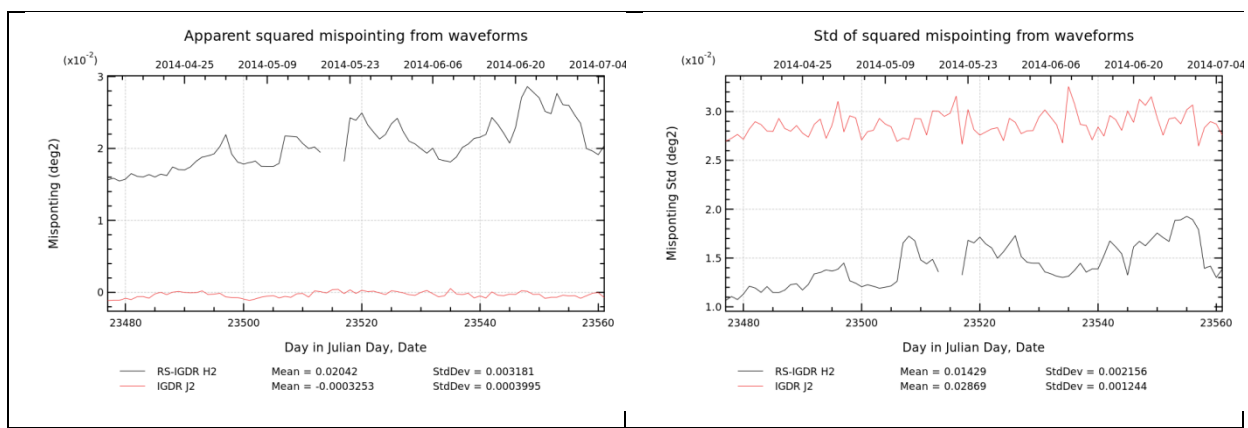 Apparent squared mispointing from waveforms
(x10⁻²)
2014-04-25 2014-05-09 2014-05-23 2014-06-06 2014-06-20 2014-07-04
3
2
1
0
Misponting (deg2)
23480 23500 23520 23540 23560
Day in Julian Day, Date
RS-IGDR H2 Mean = 0.02042 StdDev = 0.003181
IGDR J2 Mean = -0.0003253 StdDev = 0.0003995
Std of squared mispointing from waveforms
(x10⁻²)
2014-04-25 2014-05-09 2014-05-23 2014-06-06 2014-06-20 2014-07-04
3.0
2.5
2.0
1.5
1.0
Misponting Std (deg2)
23480 23500 23520 23540 23560
Day in Julian Day, Date
RS-IGDR H2 Mean = 0.01429 StdDev = 0.002156
IGDR J2 Mean = 0.02869 StdDev = 0.001244